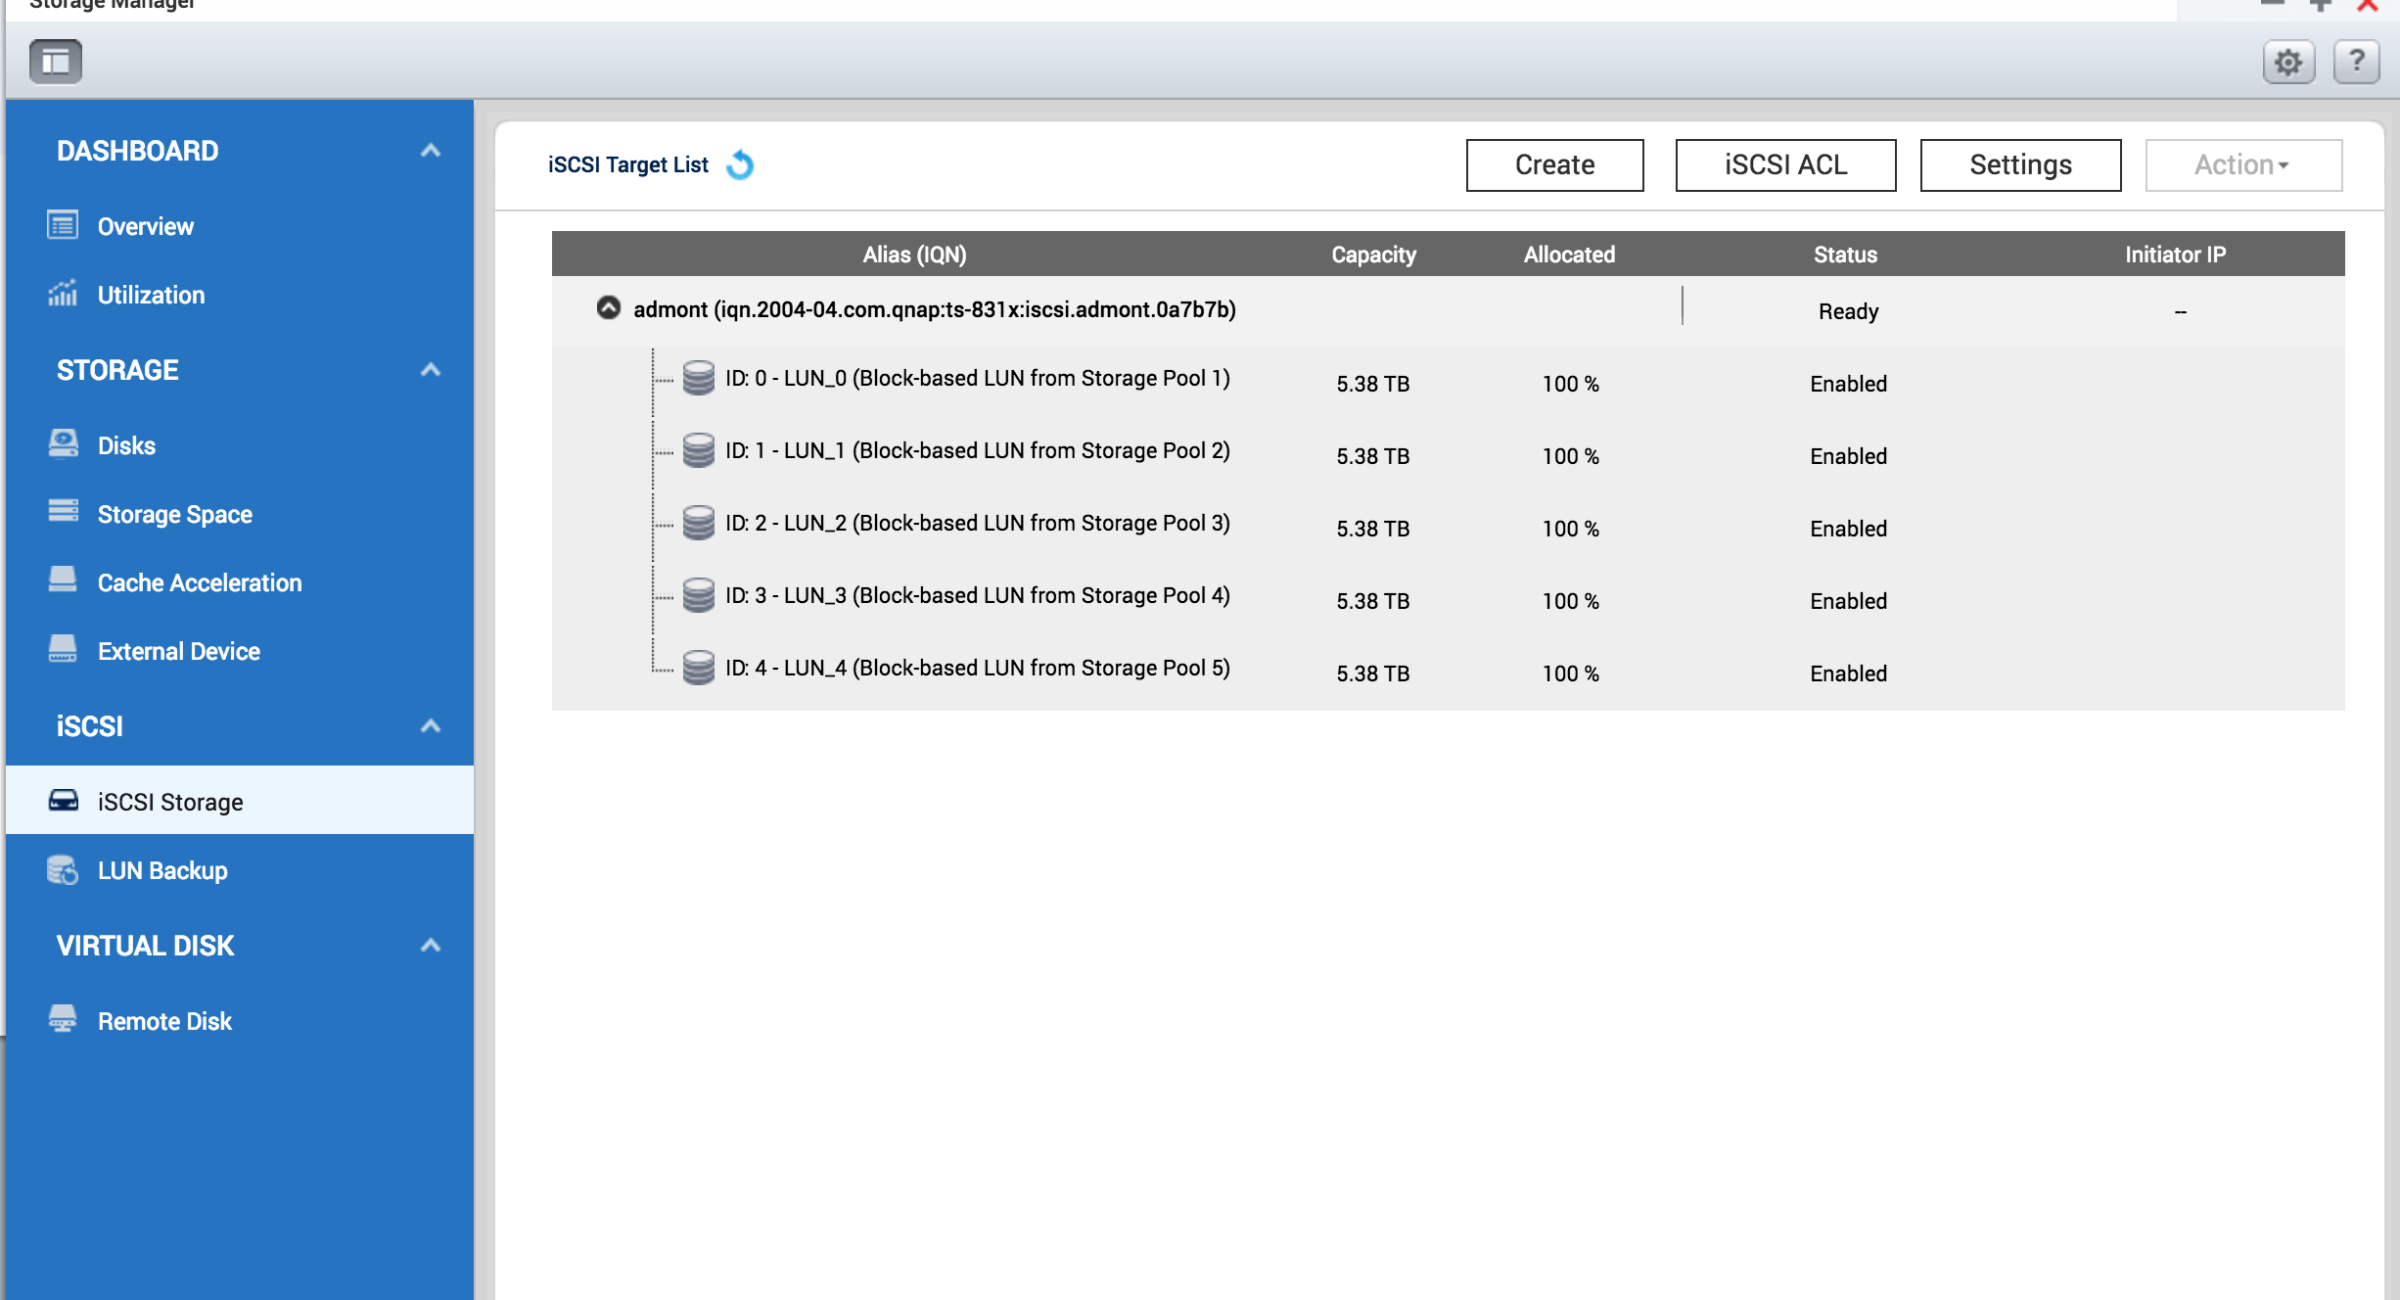 Storage Manager
DASHBOARD
Overview
Utilization
STORAGE
Disks
Storage Space
Cache Acceleration
External Device
iSCSI
iSCSI Storage
LUN Backup
VIRTUAL DISK
Remote Disk
?
iSCSI Target List Create iSCSI ACL Settings Action
Alias (IQN) Capacity Allocated Status Initiator IP
admont (iqn.2004-04.com.qnap:ts-831x:iscsi.admont.0a7b7b) Ready --
ID: 0 - LUN_0 (Block-based LUN from Storage Pool 1) 5.38 TB 100 % Enabled
ID: 1 - LUN_1 (Block-based LUN from Storage Pool 2) 5.38 TB 100 % Enabled
ID: 2 - LUN_2 (Block-based LUN from Storage Pool 3) 5.38 TB 100 % Enabled
ID: 3 - LUN_3 (Block-based LUN from Storage Pool 4) 5.38 TB 100 % Enabled
ID: 4 - LUN_4 (Block-based LUN from Storage Pool 5) 5.38 TB 100 % Enabled